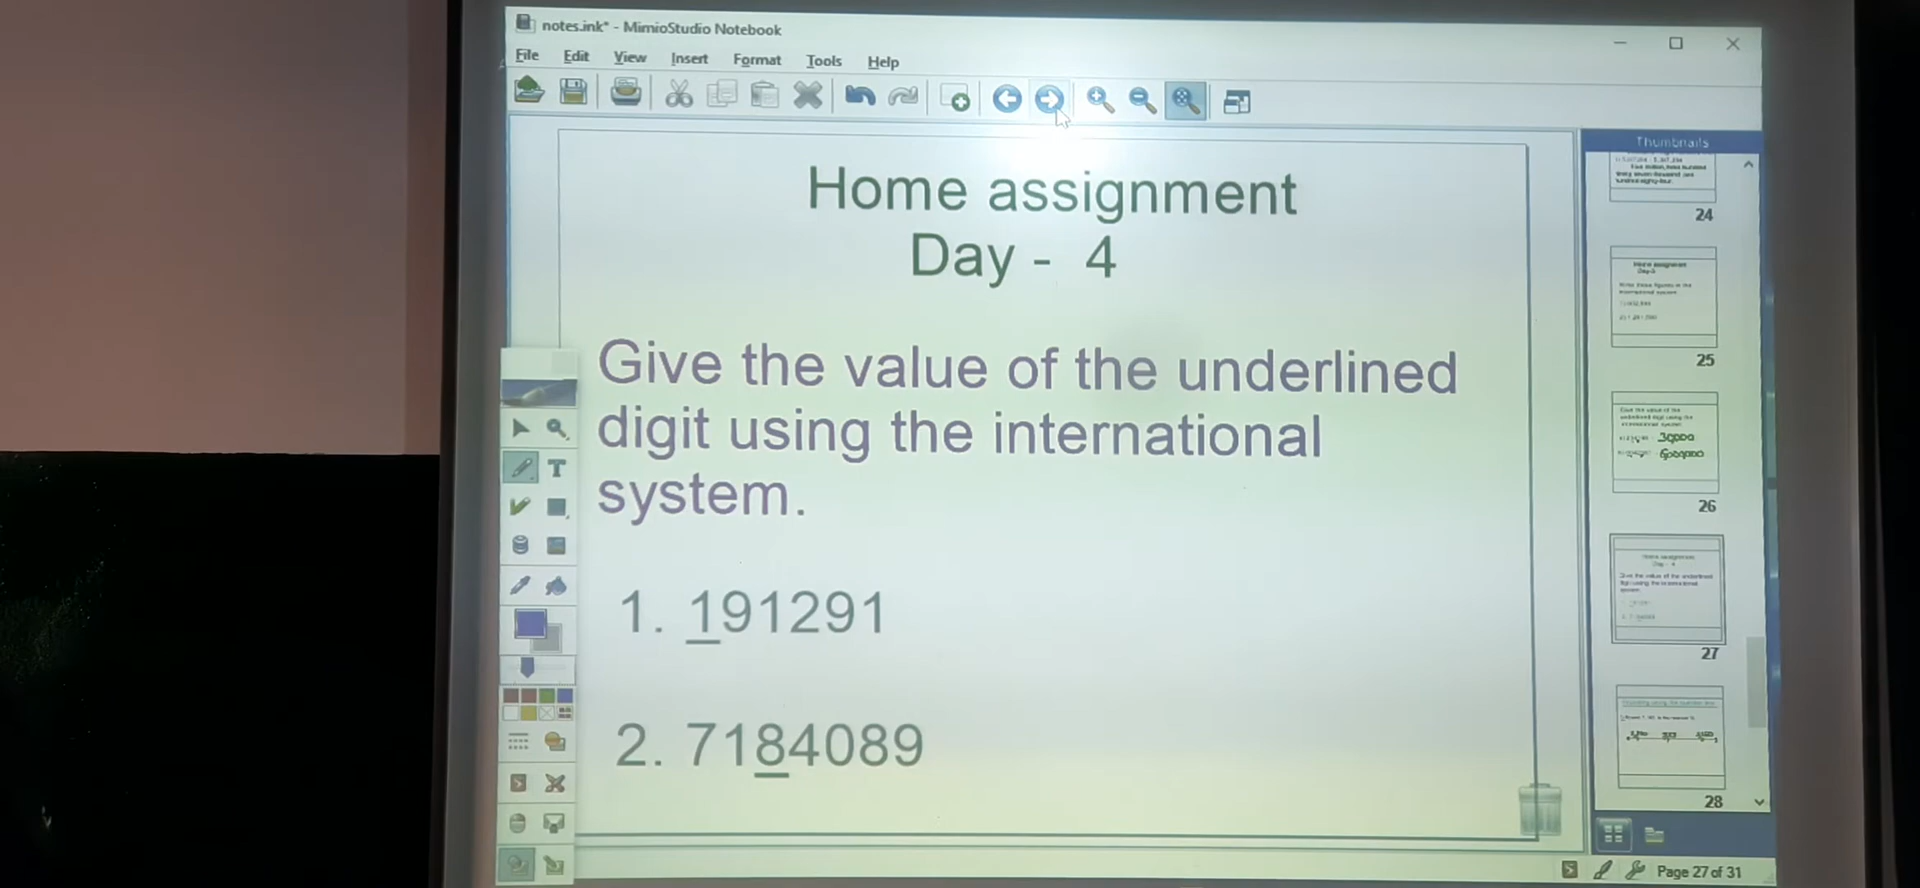 notes.ink* - MimioStudio Notebook
File Edit View Insert Format Tools Help
Thumbnails
Home assignment
Day - 4
Give the value of the underlined
digit using the international
system.
1. 191291
2. 7184089
24
25
26
27
28
Page 27 of 31